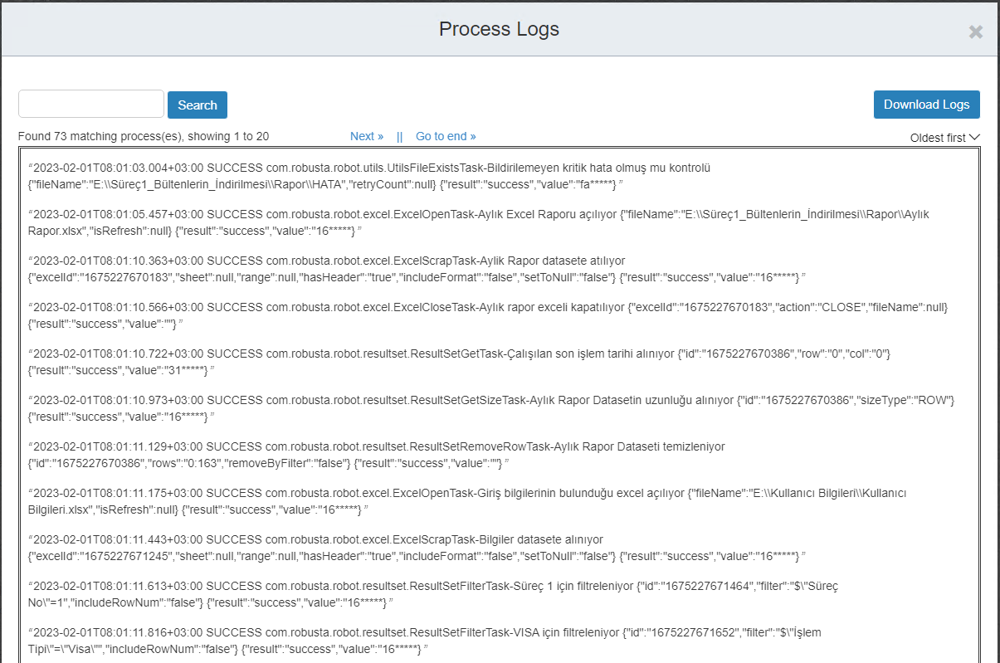 Process Logs
Search
Download Logs
Found 73 matching process(es), showing 1 to 20
Next » || Go to end »
Oldest first
“2023-02-01T08:01:03.004+03:00 SUCCESS com.robusta.robot.utils.UtilsFileExistsTask-Bildirilemeyen kritik hata olmuş mu kontrolü
{"fileName":"E:\\Süreç1_Bültenlerin_İndirilmesi\\Rapor\\HATA","retryCount":null} {"result":"success","value":"fa*****} ”
“2023-02-01T08:01:05.457+03:00 SUCCESS com.robusta.robot.excel.ExcelOpenTask-Aylık Excel Raporu açılıyor {"fileName":"E:\\Süreç1_Bültenlerin_İndirilmesi\\Rapor\\Aylık
Rapor.xlsx","isRefresh":null} {"result":"success","value":"16*****} ”
“2023-02-01T08:01:10.363+03:00 SUCCESS com.robusta.robot.excel.ExcelScrapTask-Aylik Rapor datasete atılıyor
{"excelId":"1675227670183","sheet":null,"range":null,"hasHeader":"true","includeFormat":"false","setToNull":"false"} {"result":"success","value":"16*****} ”
“2023-02-01T08:01:10.566+03:00 SUCCESS com.robusta.robot.excel.ExcelCloseTask-Aylık rapor exceli kapatılıyor {"excelId":"1675227670183","action":"CLOSE","fileName":null}
{"result":"success","value":""} ”
“2023-02-01T08:01:10.722+03:00 SUCCESS com.robusta.robot.resultset.ResultSetGetTask-Çalışılan son işlem tarihi alınıyor {"id":"1675227670386","row":"0","col":"0"}
{"result":"success","value":"31*****} ”
“2023-02-01T08:01:10.973+03:00 SUCCESS com.robusta.robot.resultset.ResultSetGetSizeTask-Aylık Rapor Datasetin uzunluğu alınıyor {"id":"1675227670386","sizeType":"ROW"}
{"result":"success","value":"16*****} ”
“2023-02-01T08:01:11.129+03:00 SUCCESS com.robusta.robot.resultset.ResultSetRemoveRowTask-Aylık Rapor Dataseti temizleniyor
{"id":"1675227670386","rows":"0:163","removeByFilter":"false"} {"result":"success","value":""} ”
“2023-02-01T08:01:11.175+03:00 SUCCESS com.robusta.robot.excel.ExcelOpenTask-Giriş bilgilerinin bulunduğu excel açılıyor {"fileName":"E:\\Kullanıcı Bilgileri\\Kullanıcı
Bilgileri.xlsx","isRefresh":null} {"result":"success","value":"16*****} ”
“2023-02-01T08:01:11.443+03:00 SUCCESS com.robusta.robot.excel.ExcelScrapTask-Bilgiler datasete alınıyor
{"excelId":"1675227671245","sheet":null,"range":null,"hasHeader":"true","includeFormat":"false","setToNull":"false"} {"result":"success","value":"16*****} ”
“2023-02-01T08:01:11.613+03:00 SUCCESS com.robusta.robot.resultset.ResultSetFilterTask-Süreç 1 için filtreleniyor {"id":"1675227671464","filter":"$\"Süreç
No\"=1","includeRowNum":"false"} {"result":"success","value":"16*****} ”
“2023-02-01T08:01:11.816+03:00 SUCCESS com.robusta.robot.resultset.ResultSetFilterTask-VISA için filtreleniyor {"id":"1675227671652","filter":"$\"İşlem
Tipi\"=\"Visa\"","includeRowNum":"false"} {"result":"success","value":"16*****} ”